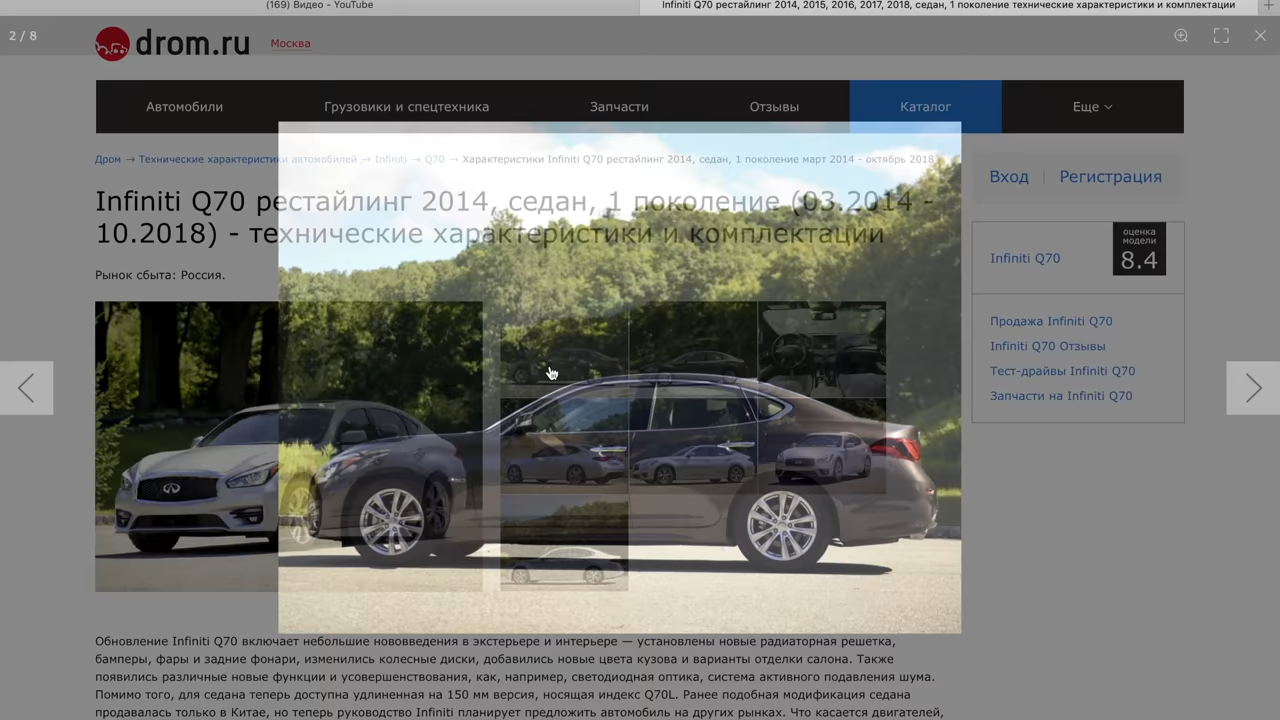 (169) Видео - YouTube
Infiniti Q70 рестайлинг 2014, 2015, 2016, 2017, 2018, седан, 1 поколение технические характеристики и комплектации
2 / 8
drom.ru
Москва
Автомобили
Грузовики и спецтехника
Запчасти
Отзывы
Каталог
Еще
Дром → Технические характеристики автомобилей → Infiniti → Q70 → Характеристики Infiniti Q70 рестайлинг 2014, седан, 1 поколение март 2014 - октябрь 2018
Вход
Регистрация
Infiniti Q70 рестайлинг 2014, седан, 1 поколение (03.2014 -
10.2018) - технические характеристики и комплектации
Рынок сбыта: Россия.
Infiniti Q70
оценка
модели
8.4
Продажа Infiniti Q70
Infiniti Q70 Отзывы
Тест-драйвы Infiniti Q70
Запчасти на Infiniti Q70
Обновление Infiniti Q70 включает небольшие нововведения в экстерьере и интерьере — установлены новые радиаторная решетка,
бамперы, фары и задние фонари, изменились колесные диски, добавились новые цвета кузова и варианты отделки салона. Также
появились различные новые функции и усовершенствования, как, например, светодиодная оптика, система активного подавления шума.
Помимо того, для седана теперь доступна удлиненная на 150 мм версия, носящая индекс Q70L. Ранее подобная модификация седана
продавалась только в Китае, но теперь руководство Infiniti планирует предложить автомобиль на других рынках. Что касается двигателей,